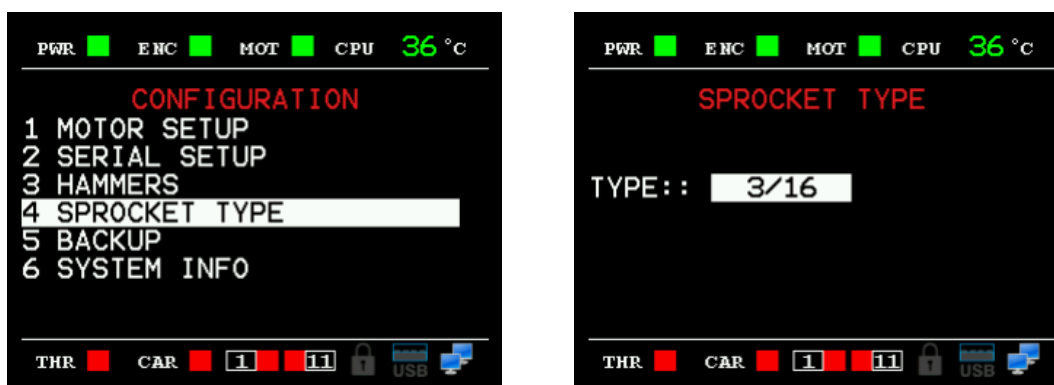 PWR ENC MOT CPU 36 °C
CONFIGURATION
1 MOTOR SETUP
2 SERIAL SETUP
3 HAMMERS
4 SPROCKET TYPE
5 BACKUP
6 SYSTEM INFO
THR CAR 1 11 USB
PWR ENC MOT CPU 36 °C
SPROCKET TYPE
TYPE:: 3/16
THR CAR 1 11 USB